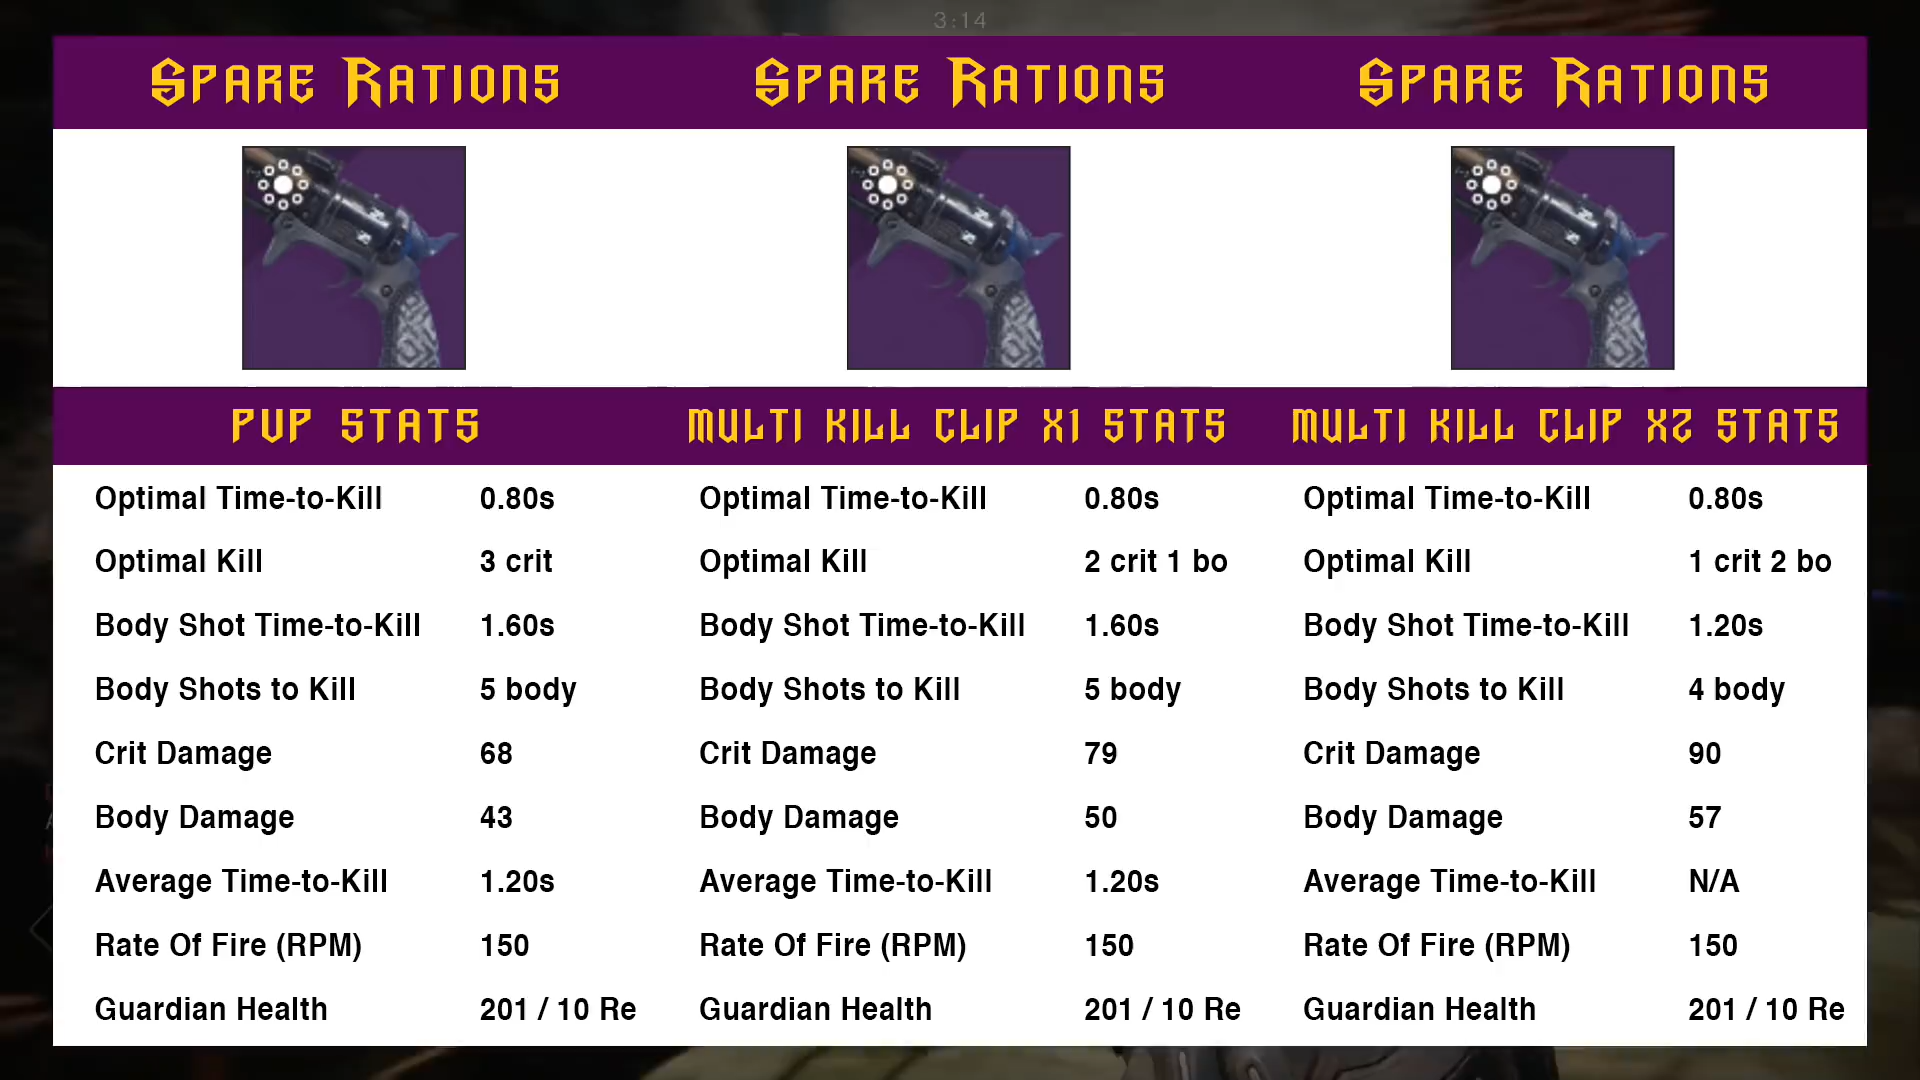 3:14
SPARE RATIONS SPARE RATIONS SPARE RATIONS
PVP STATS MULTI KILL CLIP X1 STATS MULTI KILL CLIP X2 STATS
Optimal Time-to-Kill 0.80s Optimal Time-to-Kill 0.80s Optimal Time-to-Kill 0.80s
Optimal Kill 3 crit Optimal Kill 2 crit 1 bo Optimal Kill 1 crit 2 bo
Body Shot Time-to-Kill 1.60s Body Shot Time-to-Kill 1.60s Body Shot Time-to-Kill 1.20s
Body Shots to Kill 5 body Body Shots to Kill 5 body Body Shots to Kill 4 body
Crit Damage 68 Crit Damage 79 Crit Damage 90
Body Damage 43 Body Damage 50 Body Damage 57
Average Time-to-Kill 1.20s Average Time-to-Kill 1.20s Average Time-to-Kill N/A
Rate Of Fire (RPM) 150 Rate Of Fire (RPM) 150 Rate Of Fire (RPM) 150
Guardian Health 201 / 10 Re Guardian Health 201 / 10 Re Guardian Health 201 / 10 Re